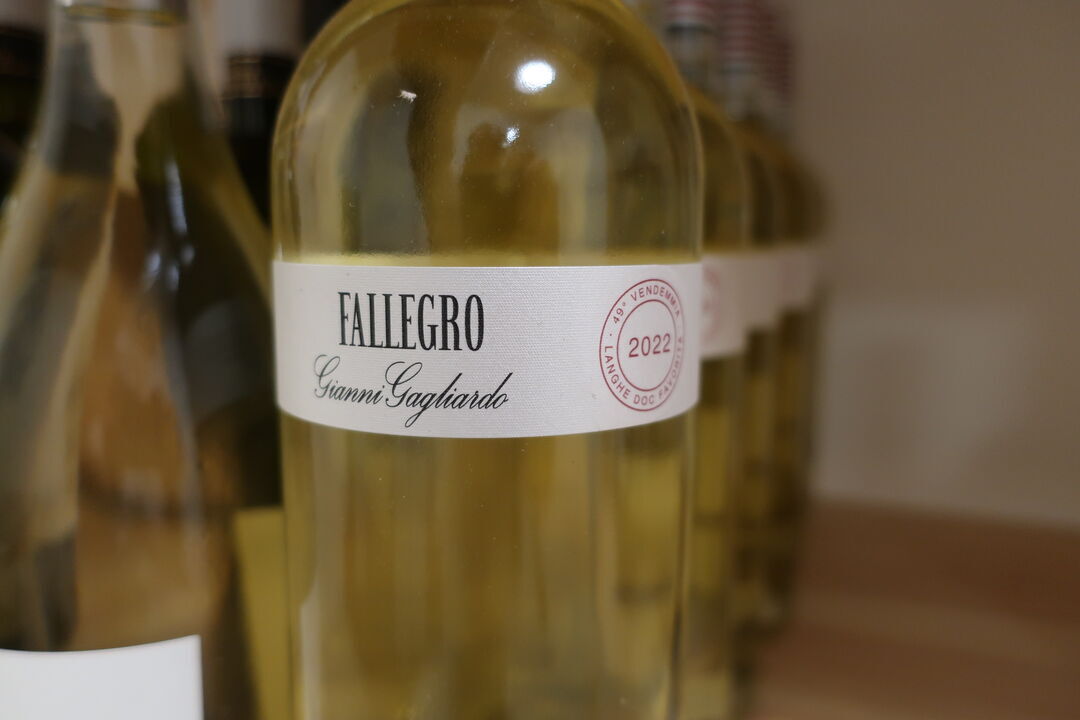 FALLEGRO
Gianni Gagliardo
49° VENDEMMIA
2022
LANGHE DOC FAVORITA